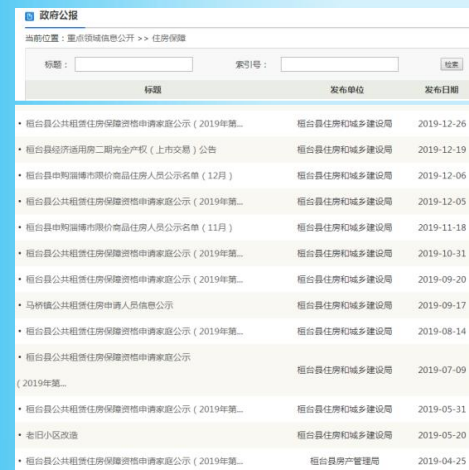 政府公报
当前位置：重点领域信息公开 >> 住房保障
标题： 索引号： 检索
标题 发布单位 发布日期
• 桓台县公共租赁住房保障资格申请家庭公示（2019年第... 桓台县住房和城乡建设局 2019-12-26
• 桓台县经济适用房二期完全产权（上市交易）公告 桓台县住房和城乡建设局 2019-12-19
• 桓台县申购淄博市限价商品住房人员公示名单（12月） 桓台县住房和城乡建设局 2019-12-06
• 桓台县公共租赁住房保障资格申请家庭公示（2019年第... 桓台县住房和城乡建设局 2019-12-05
• 桓台县申购淄博市限价商品住房人员公示名单（11月） 桓台县住房和城乡建设局 2019-11-18
• 桓台县公共租赁住房保障资格申请家庭公示（2019年第... 桓台县住房和城乡建设局 2019-10-31
• 桓台县公共租赁住房保障资格申请家庭公示（2019年第... 桓台县住房和城乡建设局 2019-09-20
• 马桥镇公共租赁住房申请人员信息公示 桓台县住房和城乡建设局 2019-09-17
• 桓台县公共租赁住房保障资格申请家庭公示（2019年第... 桓台县住房和城乡建设局 2019-08-14
• 桓台县公共租赁住房保障资格申请家庭公示
（2019年第... 桓台县住房和城乡建设局 2019-07-09
• 桓台县公共租赁住房保障资格申请家庭公示（2019年第... 桓台县住房和城乡建设局 2019-05-31
• 老旧小区改造 桓台县住房和城乡建设局 2019-05-20
• 桓台县公共租赁住房保障资格申请家庭公示（2019年第... 桓台县房产管理局 2019-04-25